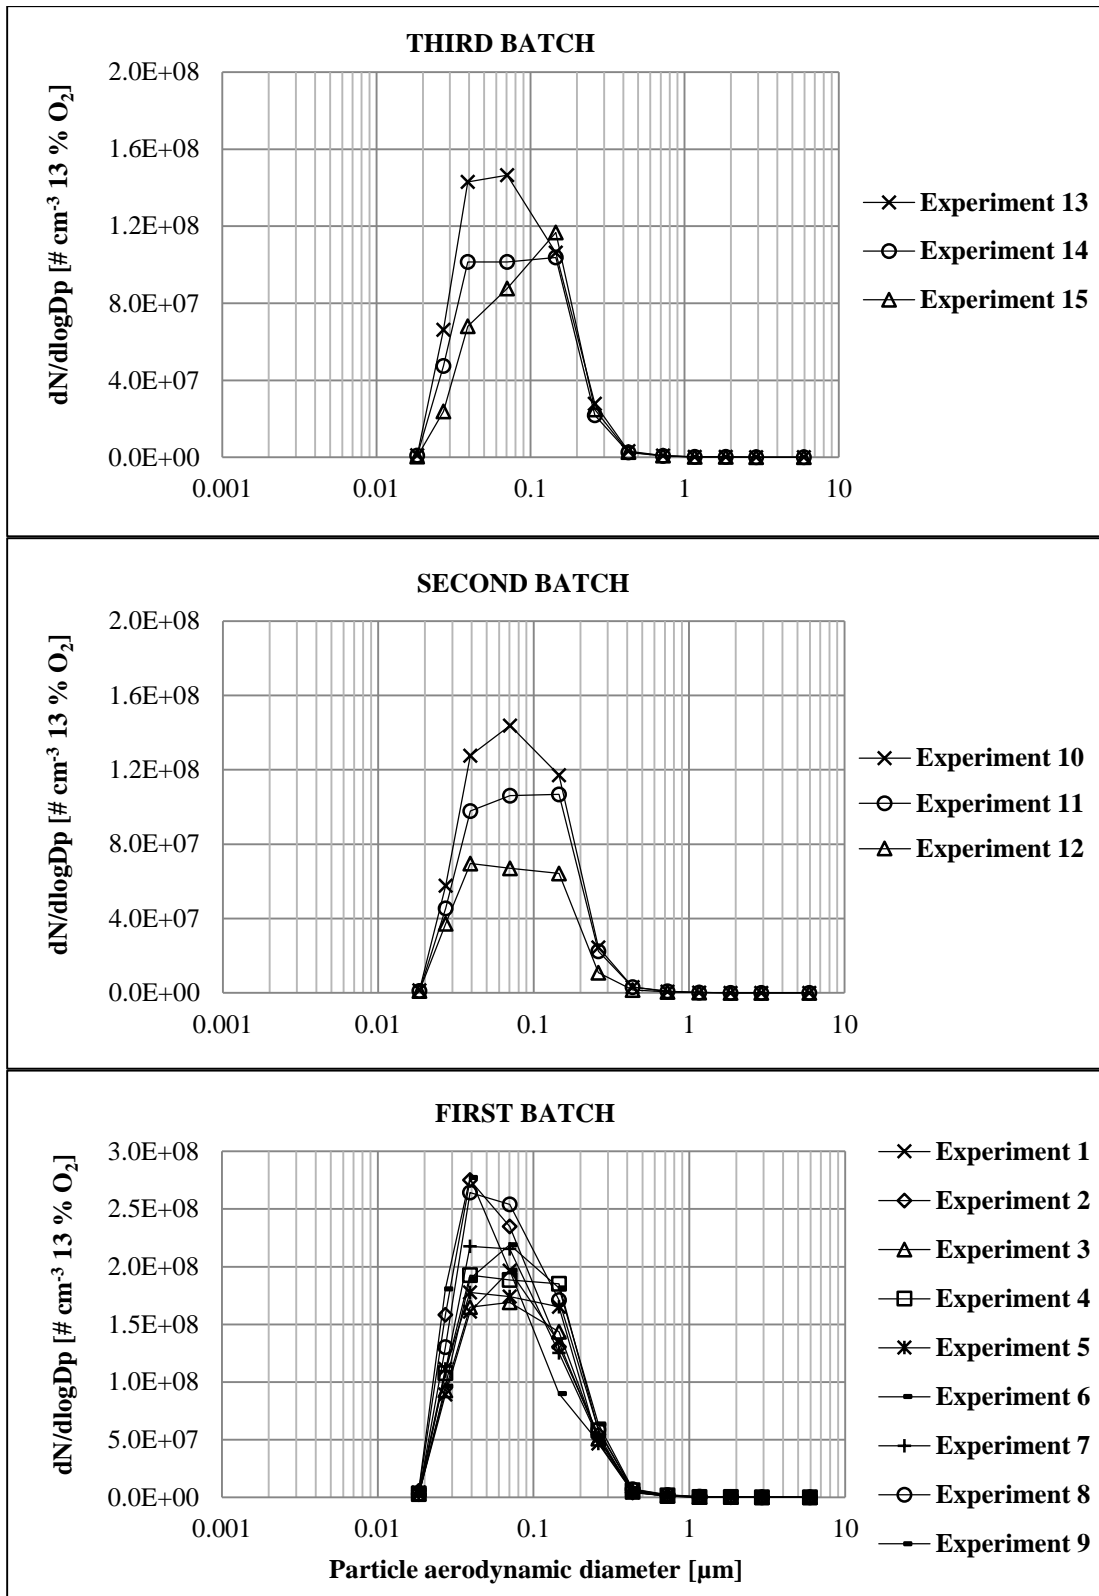 THIRD BATCH
dN/dlogDp [# cm⁻³ 13 % O₂]
2.0E+08
1.6E+08
1.2E+08
8.0E+07
4.0E+07
0.0E+00
0.001 0.01 0.1 1 10
Experiment 13
Experiment 14
Experiment 15
SECOND BATCH
dN/dlogDp [# cm⁻³ 13 % O₂]
2.0E+08
1.6E+08
1.2E+08
8.0E+07
4.0E+07
0.0E+00
0.001 0.01 0.1 1 10
Experiment 10
Experiment 11
Experiment 12
FIRST BATCH
dN/dlogDp [# cm⁻³ 13 % O₂]
3.0E+08
2.5E+08
2.0E+08
1.5E+08
1.0E+08
5.0E+07
0.0E+00
0.001 0.01 0.1 1 10
Particle aerodynamic diameter [µm]
Experiment 1
Experiment 2
Experiment 3
Experiment 4
Experiment 5
Experiment 6
Experiment 7
Experiment 8
Experiment 9